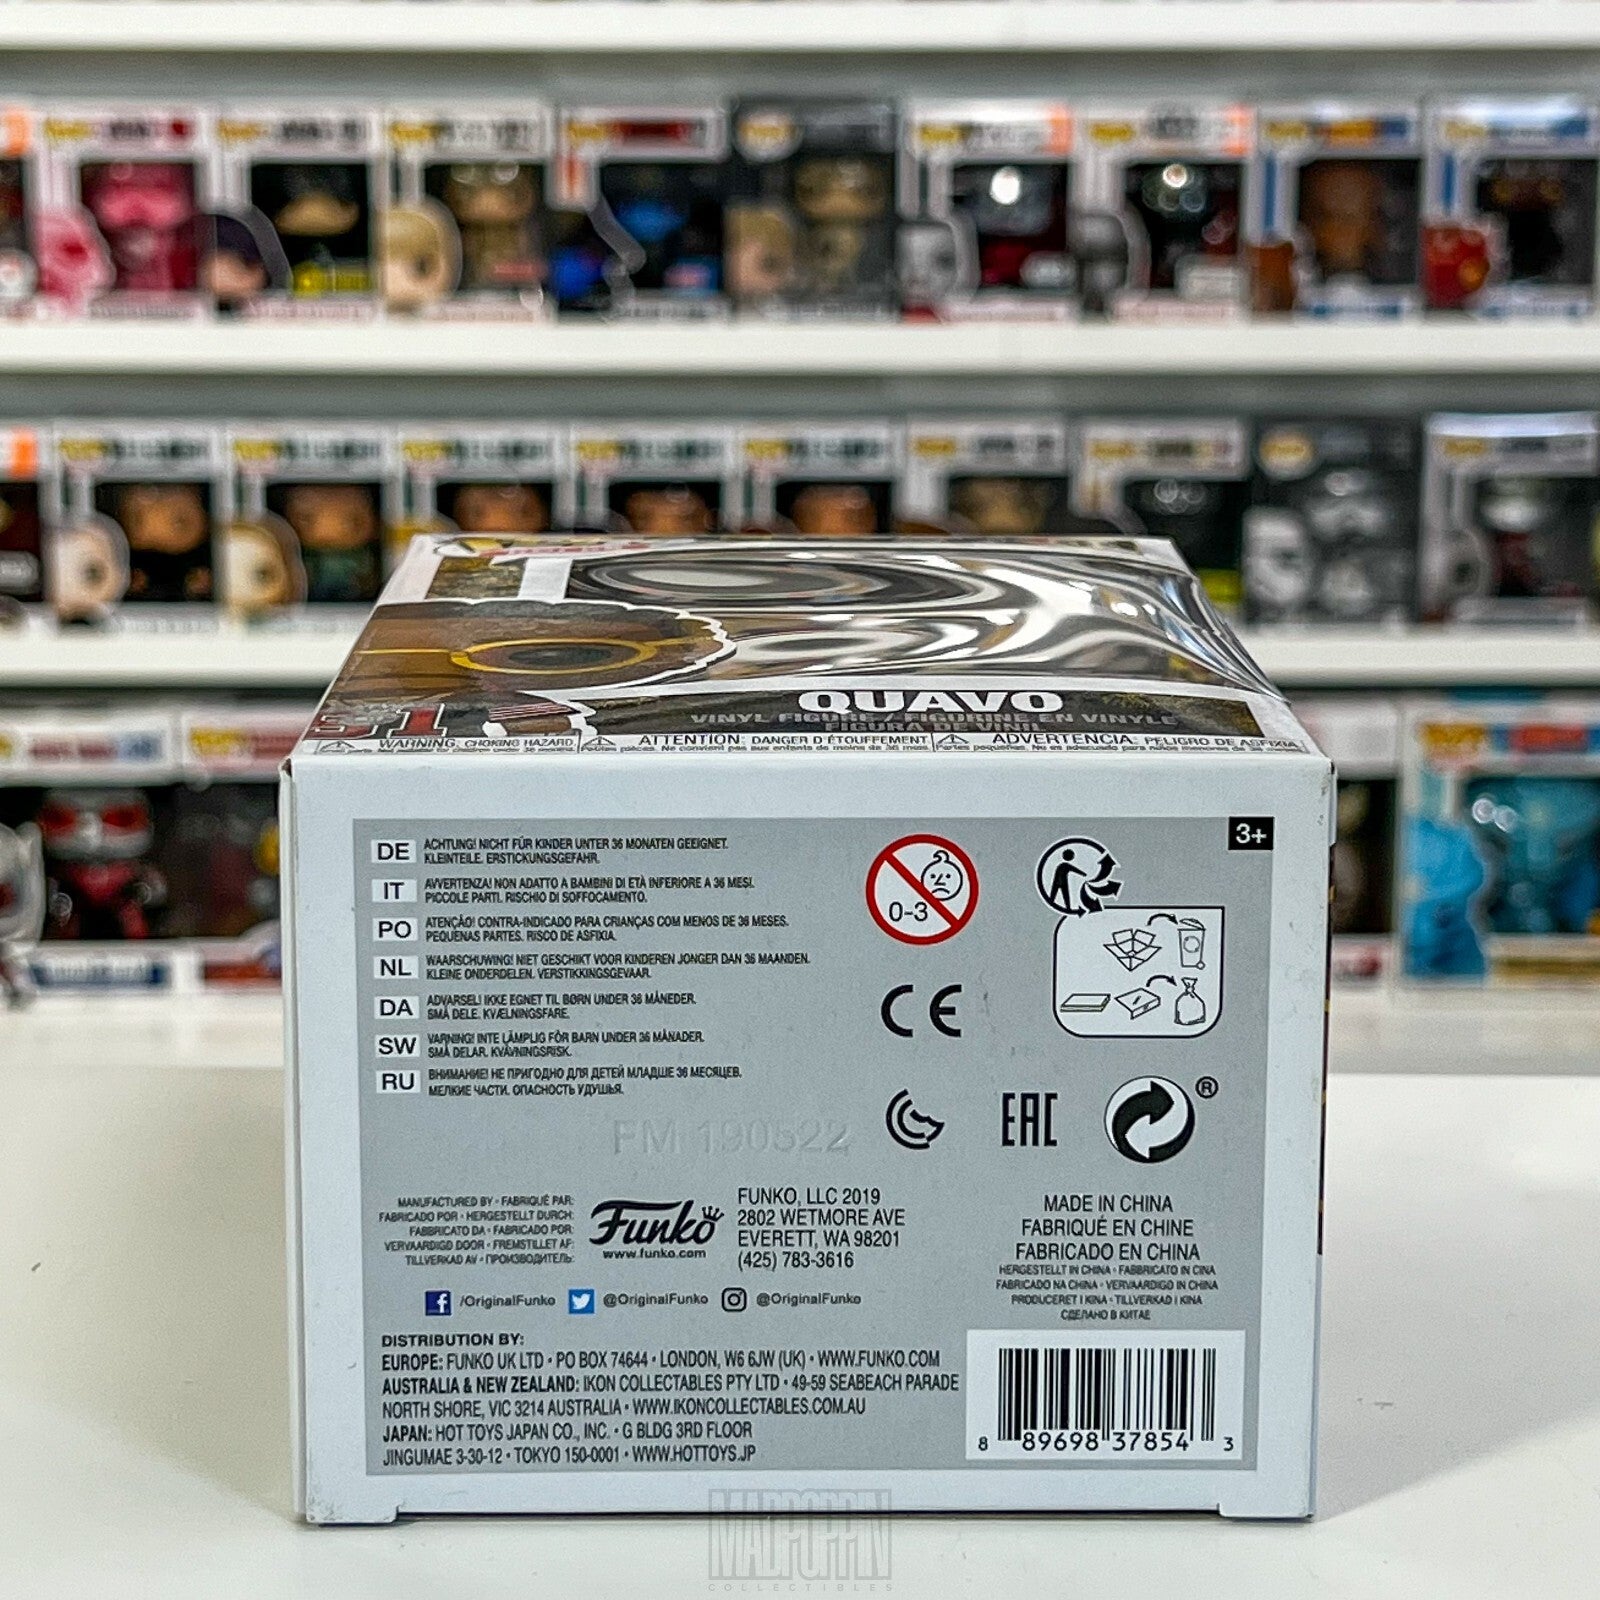 QUAVO
VINYL FIGURE / FIGURINE EN VINYLE
FIGURA DE VINIL
WARNING: CHOKING HAZARD. ATTENTION: DANGER D'ÉTOUFFEMENT. ADVERTENCIA: PELIGRO DE ASFIXIA.
3+
DE ACHTUNG! NICHT FÜR KINDER UNTER 36 MONATEN GEEIGNET.
KLEINTEILE. ERSTICKUNGSGEFAHR.
IT AVVERTENZA! NON ADATTO A BAMBINI DI ETÀ INFERIORE A 36 MESI.
PICCOLE PARTI. RISCHIO DI SOFFOCAMENTO.
PO ATENÇÃO! CONTRA-INDICADO PARA CRIANÇAS COM MENOS DE 36 MESES.
PEQUENAS PARTES. RISCO DE ASFIXIA.
NL WAARSCHUWING! NIET GESCHIKT VOOR KINDEREN JONGER DAN 36 MAANDEN.
KLEINE ONDERDELEN. VERSTIKKINGSGEVAAR.
DA ADVARSEL! IKKE EGNET TIL BØRN UNDER 36 MÅNEDER.
SMÅ DELE. KVÆLNINGSFARE.
SW VARNING! INTE LÄMPLIG FÖR BARN UNDER 36 MÅNADER.
SMÅ DELAR. KVÄVNINGSRISK.
RU ВНИМАНИЕ! НЕ ПРИГОДНО ДЛЯ ДЕТЕЙ МЛАДШЕ 36 МЕСЯЦЕВ.
МЕЛКИЕ ЧАСТИ. ОПАСНОСТЬ УДУШЬЯ.
0-3
CE
EAC
®
FM 190522
MANUFACTURED BY • FABRIQUÉ PAR:
FABRICADO POR • HERGESTELLT DURCH:
FABBRICATO DA • FABRICADO POR:
VERVAARDIGD DOOR • FREMSTILLET AF:
TILLVERKAD AV • ПРОИЗВОДИТЕЛЬ:
Funko
www.funko.com
FUNKO, LLC 2019
2802 WETMORE AVE
EVERETT, WA 98201
(425) 783-3616
MADE IN CHINA
FABRIQUÉ EN CHINE
FABRICADO EN CHINA
HERGESTELLT IN CHINA • FABBRICATO IN CINA
FABRICADO NA CHINA • VERVAARDIGD IN CHINA
PRODUCERET I KINA • TILLVERKAD I KINA
СДЕЛАНО В КИТАЕ
/OriginalFunko @OriginalFunko @OriginalFunko
DISTRIBUTION BY:
EUROPE: FUNKO UK LTD • PO BOX 74644 • LONDON, W6 6JW (UK) • WWW.FUNKO.COM
AUSTRALIA & NEW ZEALAND: IKON COLLECTABLES PTY LTD • 49-59 SEABEACH PARADE
NORTH SHORE, VIC 3214 AUSTRALIA • WWW.IKONCOLLECTABLES.COM.AU
JAPAN: HOT TOYS JAPAN CO., INC. • G BLDG 3RD FLOOR
JINGUMAE 3-30-12 • TOKYO 150-0001 • WWW.HOTTOYS.JP
8 89698 37854 3
MADPOPPIN
COLLECTIBLES